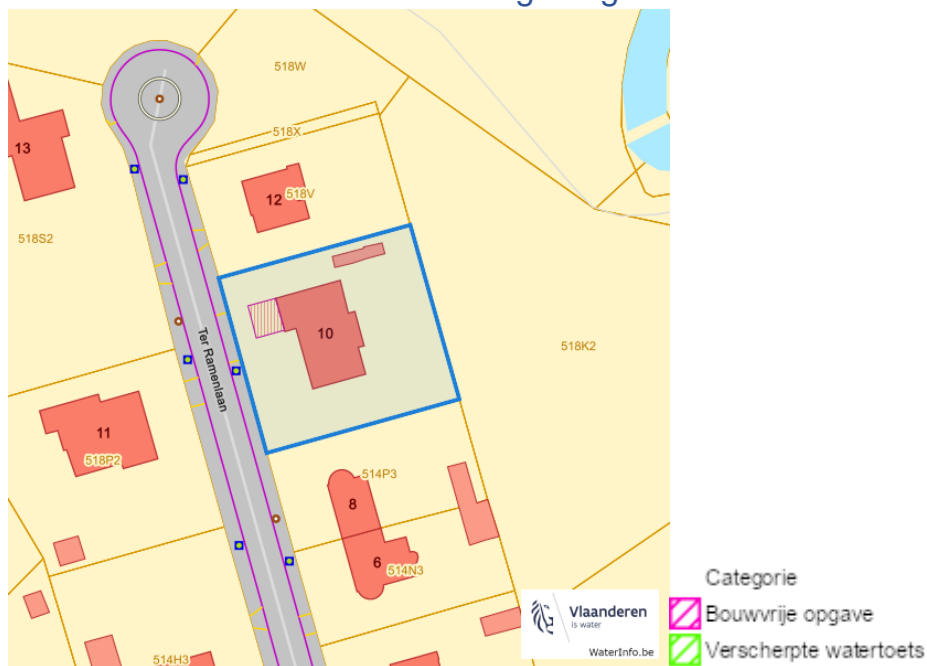 518W
518X
13
12
518V
518S2
10
Ter Ramenlaan
518K2
11
518P2
514P3
8
6
514N3
514H3
Vlaanderen
is water
WaterInfo.be
Categorie
Bouwvrije opgave
Verscherpte watertoets